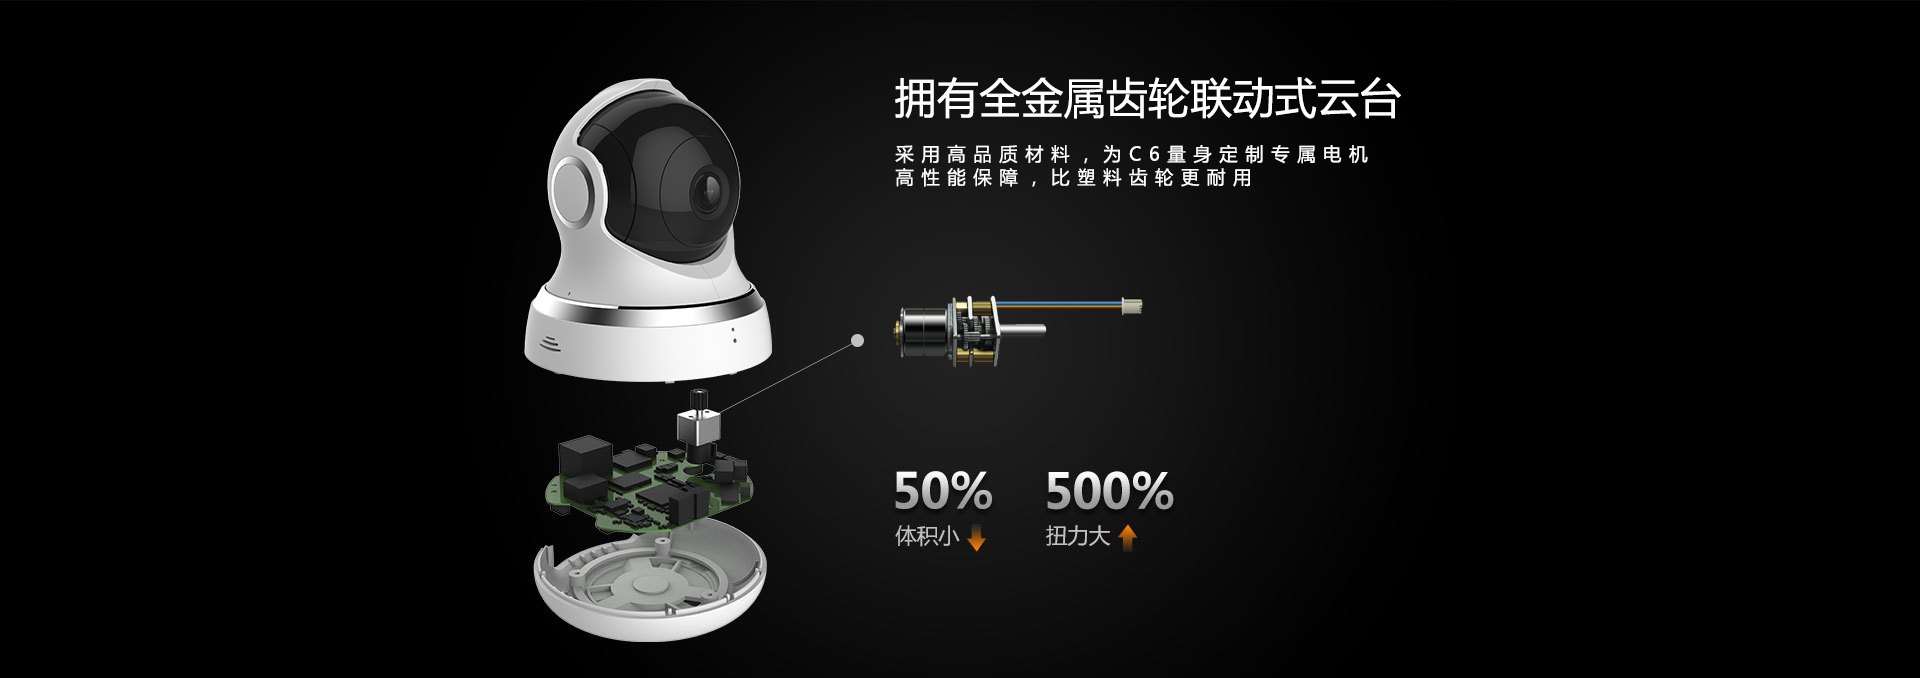 拥有全金属齿轮联动式云台
采用高品质材料，为C6量身定制专属电机
高性能保障，比塑料齿轮更耐用
50% 500%
体积小 扭力大